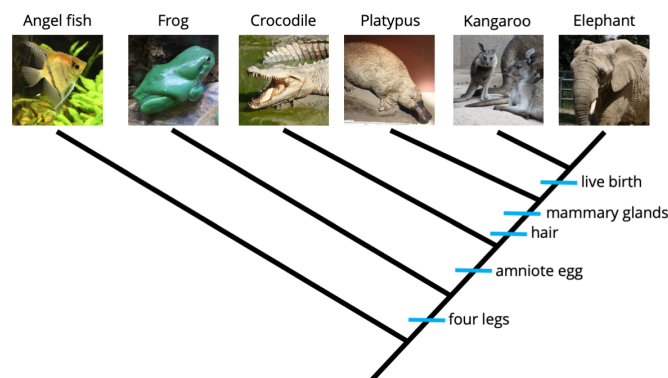 Angel fish
Frog
Crocodile
Platypus
Kangaroo
Elephant
live birth
mammary glands
hair
amniote egg
four legs